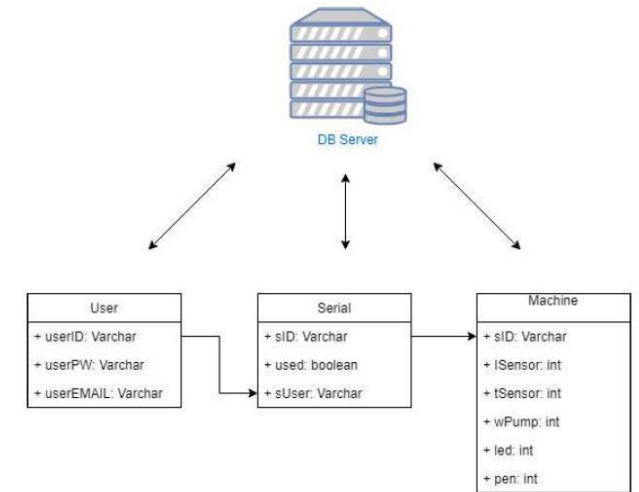 DB Server
User
+ userID: Varchar
+ userPW: Varchar
+ userEMAIL: Varchar
Serial
+ sID: Varchar
+ used: boolean
+ sUser: Varchar
Machine
+ sID: Varchar
+ lSensor: int
+ tSensor: int
+ wPump: int
+ led: int
+ pen: int